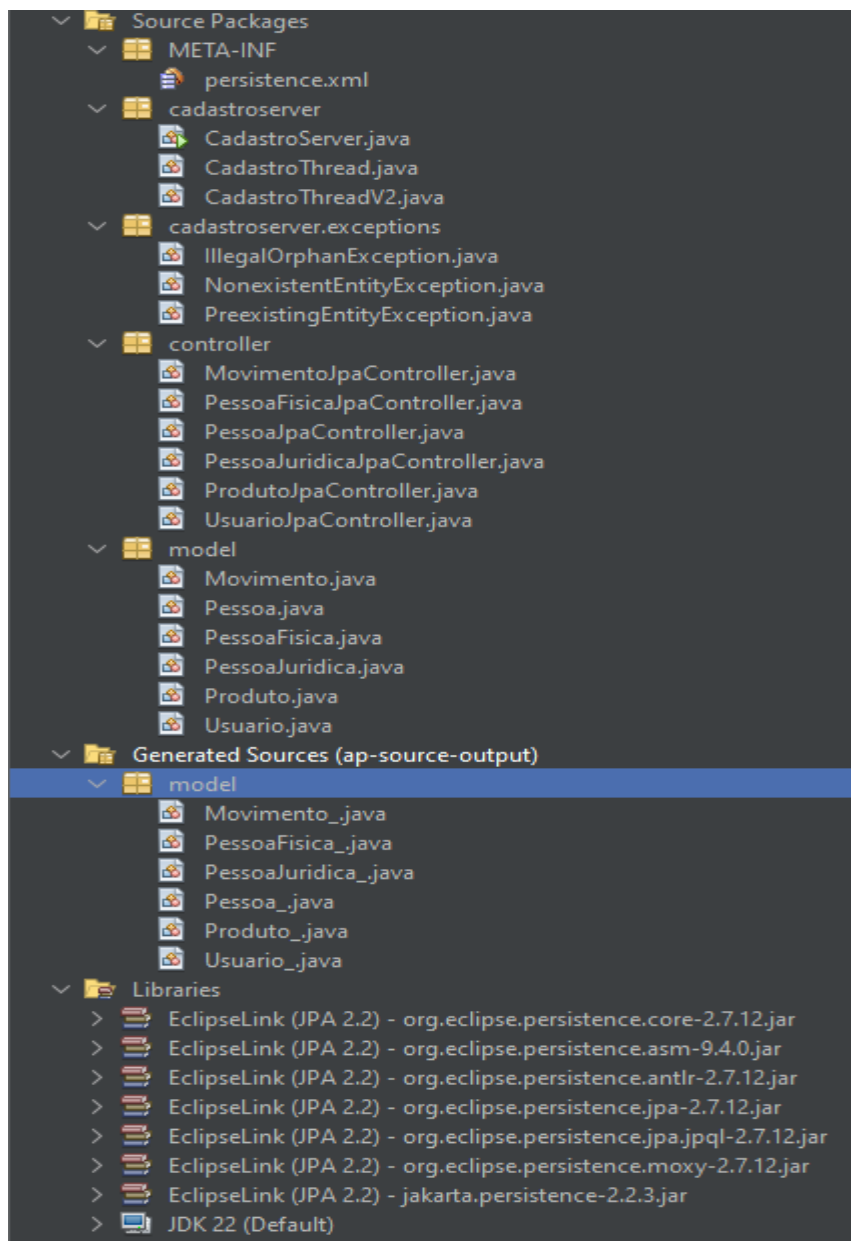 Source Packages
META-INF
persistence.xml
cadastroserver
CadastroServer.java
CadastroThread.java
CadastroThreadV2.java
cadastroserver.exceptions
IllegalOrphanException.java
NonexistentEntityException.java
PreexistingEntityException.java
controller
MovimentoJpaController.java
PessoaFisicaJpaController.java
PessoaJpaController.java
PessoaJuridicaJpaController.java
ProdutoJpaController.java
UsuarioJpaController.java
model
Movimento.java
Pessoa.java
PessoaFisica.java
PessoaJuridica.java
Produto.java
Usuario.java
Generated Sources (ap-source-output)
model
Movimento_.java
PessoaFisica_.java
PessoaJuridica_.java
Pessoa_.java
Produto_.java
Usuario_.java
Libraries
EclipseLink (JPA 2.2) - org.eclipse.persistence.core-2.7.12.jar
EclipseLink (JPA 2.2) - org.eclipse.persistence.asm-9.4.0.jar
EclipseLink (JPA 2.2) - org.eclipse.persistence.antlr-2.7.12.jar
EclipseLink (JPA 2.2) - org.eclipse.persistence.jpa-2.7.12.jar
EclipseLink (JPA 2.2) - org.eclipse.persistence.jpa.jpql-2.7.12.jar
EclipseLink (JPA 2.2) - org.eclipse.persistence.moxy-2.7.12.jar
EclipseLink (JPA 2.2) - jakarta.persistence-2.2.3.jar
JDK 22 (Default)